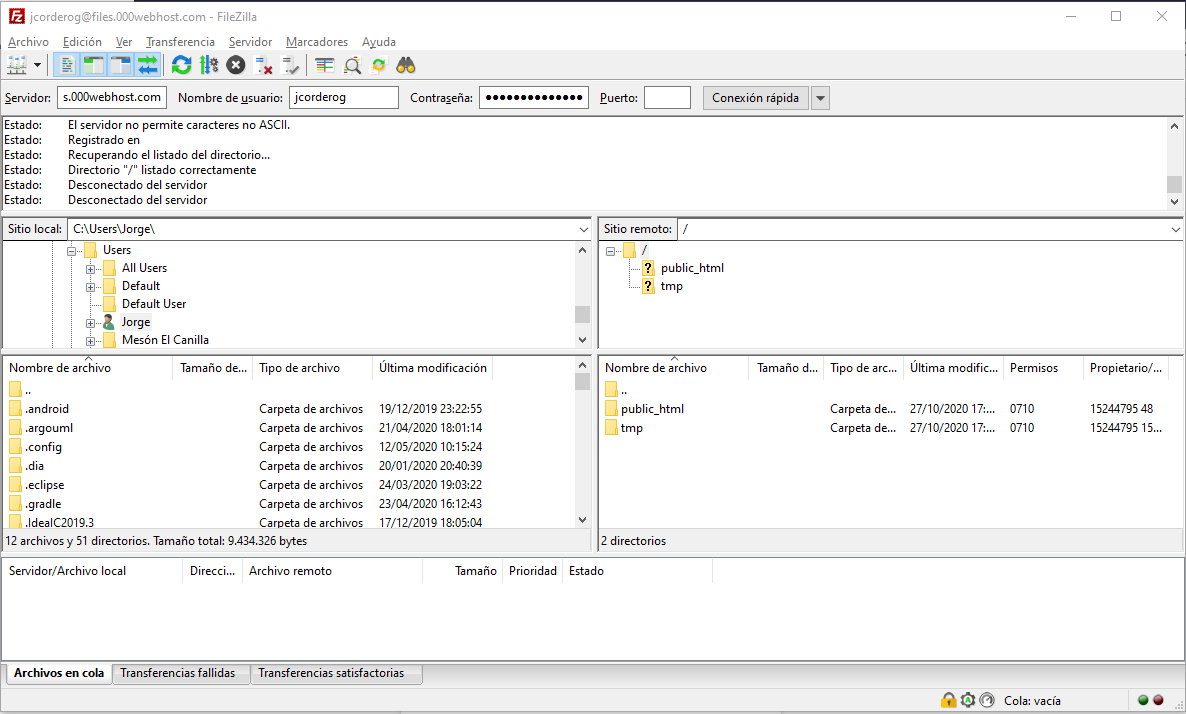 jcorderog@files.000webhost.com - FileZilla
Archivo Edición Ver Transferencia Servidor Marcadores Ayuda
Servidor: s.000webhost.com Nombre de usuario: jcorderog Contraseña: ●●●●●●●●●●●●●● Puerto: Conexión rápida
Estado: El servidor no permite caracteres no ASCII.
Estado: Registrado en
Estado: Recuperando el listado del directorio...
Estado: Directorio "/" listado correctamente
Estado: Desconectado del servidor
Estado: Desconectado del servidor
Sitio local: C:\Users\Jorge\
Users
All Users
Default
Default User
Jorge
Mesón El Canilla
Nombre de archivo Tamaño de... Tipo de archivo Última modificación
..
.android Carpeta de archivos 19/12/2019 23:22:55
.argouml Carpeta de archivos 21/04/2020 18:01:14
.config Carpeta de archivos 12/05/2020 10:15:24
.dia Carpeta de archivos 20/01/2020 20:40:39
.eclipse Carpeta de archivos 24/03/2020 19:03:22
.gradle Carpeta de archivos 23/04/2020 16:12:43
.IdeaIC2019.3 Carpeta de archivos 17/12/2019 18:05:04
12 archivos y 51 directorios. Tamaño total: 9.434.326 bytes
Sitio remoto: /
/
? public_html
? tmp
Nombre de archivo Tamaño d... Tipo de arc... Última modific... Permisos Propietario/...
..
public_html Carpeta de... 27/10/2020 17:... 0710 15244795 48
tmp Carpeta de... 27/10/2020 17:... 0710 15244795 15...
2 directorios
Servidor/Archivo local Direcci... Archivo remoto Tamaño Prioridad Estado
Archivos en cola Transferencias fallidas Transferencias satisfactorias
Cola: vacía